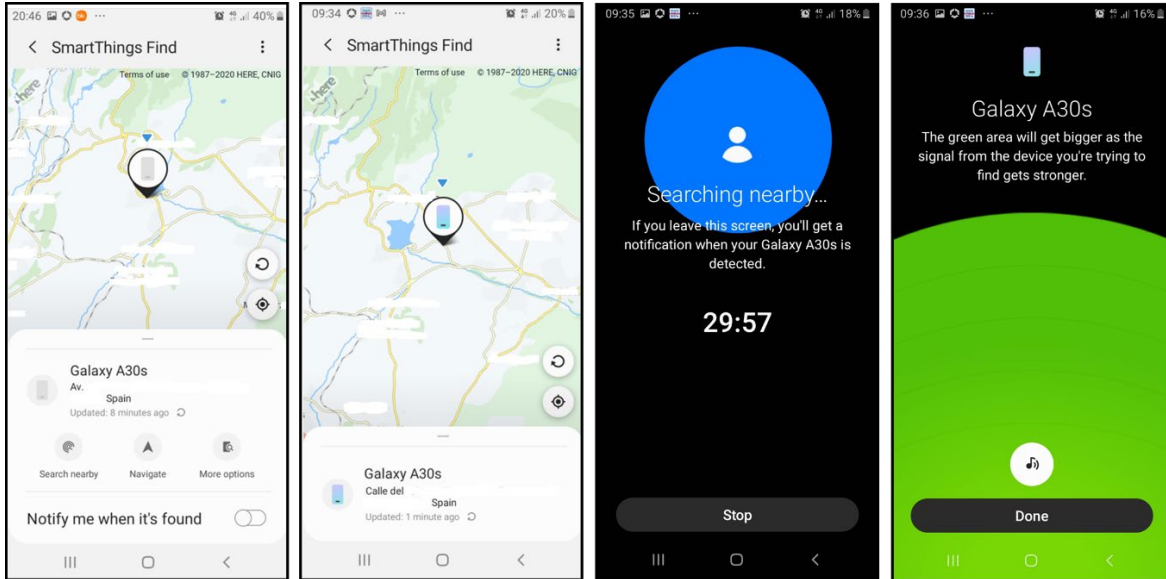 20:46 40%
SmartThings Find
Terms of use © 1987–2020 HERE, CNIG
here
Galaxy A30s
Av.
Spain
Updated: 8 minutes ago
Search nearby Navigate More options
Notify me when it's found
09:34 20%
SmartThings Find
Terms of use © 1987–2020 HERE, CNIG
here
Galaxy A30s
Calle del
Spain
Updated: 1 minute ago
09:35 18%
Searching nearby...
If you leave this screen, you'll get a
notification when your Galaxy A30s is
detected.
29:57
Stop
09:36 16%
Galaxy A30s
The green area will get bigger as the
signal from the device you're trying to
find gets stronger.
Done